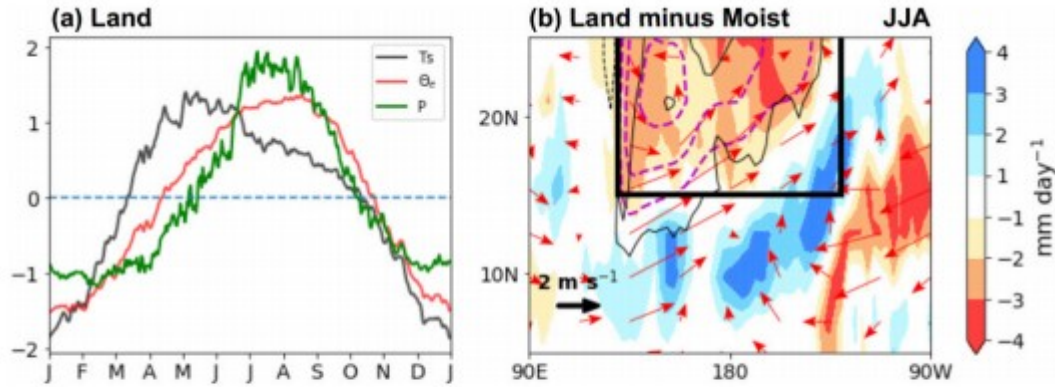 (a) Land
2
1
0
−1
−2
J F M A M J J A S O N D J
Ts
Θe
P
(b) Land minus Moist JJA
20N
10N
90E 180 90W
2 m s−1
4
3
2
1
−1
−2
−3
−4
mm day−1